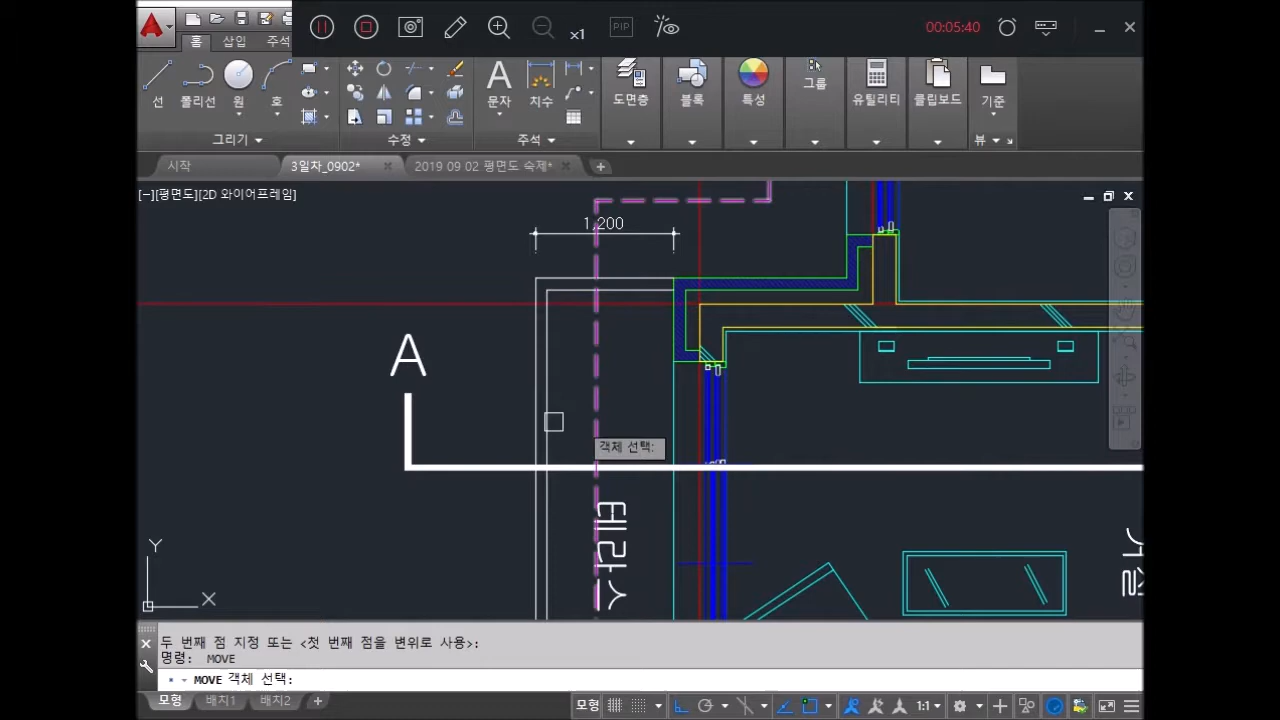 x1
PIP
00:05:40
홈
삽입
주석
선
폴리선
원
호
문자
치수
도면층
블록
특성
그룹
유틸리티
클립보드
기준
그리기
수정
주석
뷰
시작
3일차_0902*
2019 09 02 평면도 숙제*
[−][평면도][2D 와이어프레임]
1,200
A
객체 선택:
테라스
거실
Y
X
두 번째 점 지정 또는 <첫 번째 점을 변위로 사용>:
명령: MOVE
MOVE 객체 선택:
모형
배치1
배치2
모형
1:1